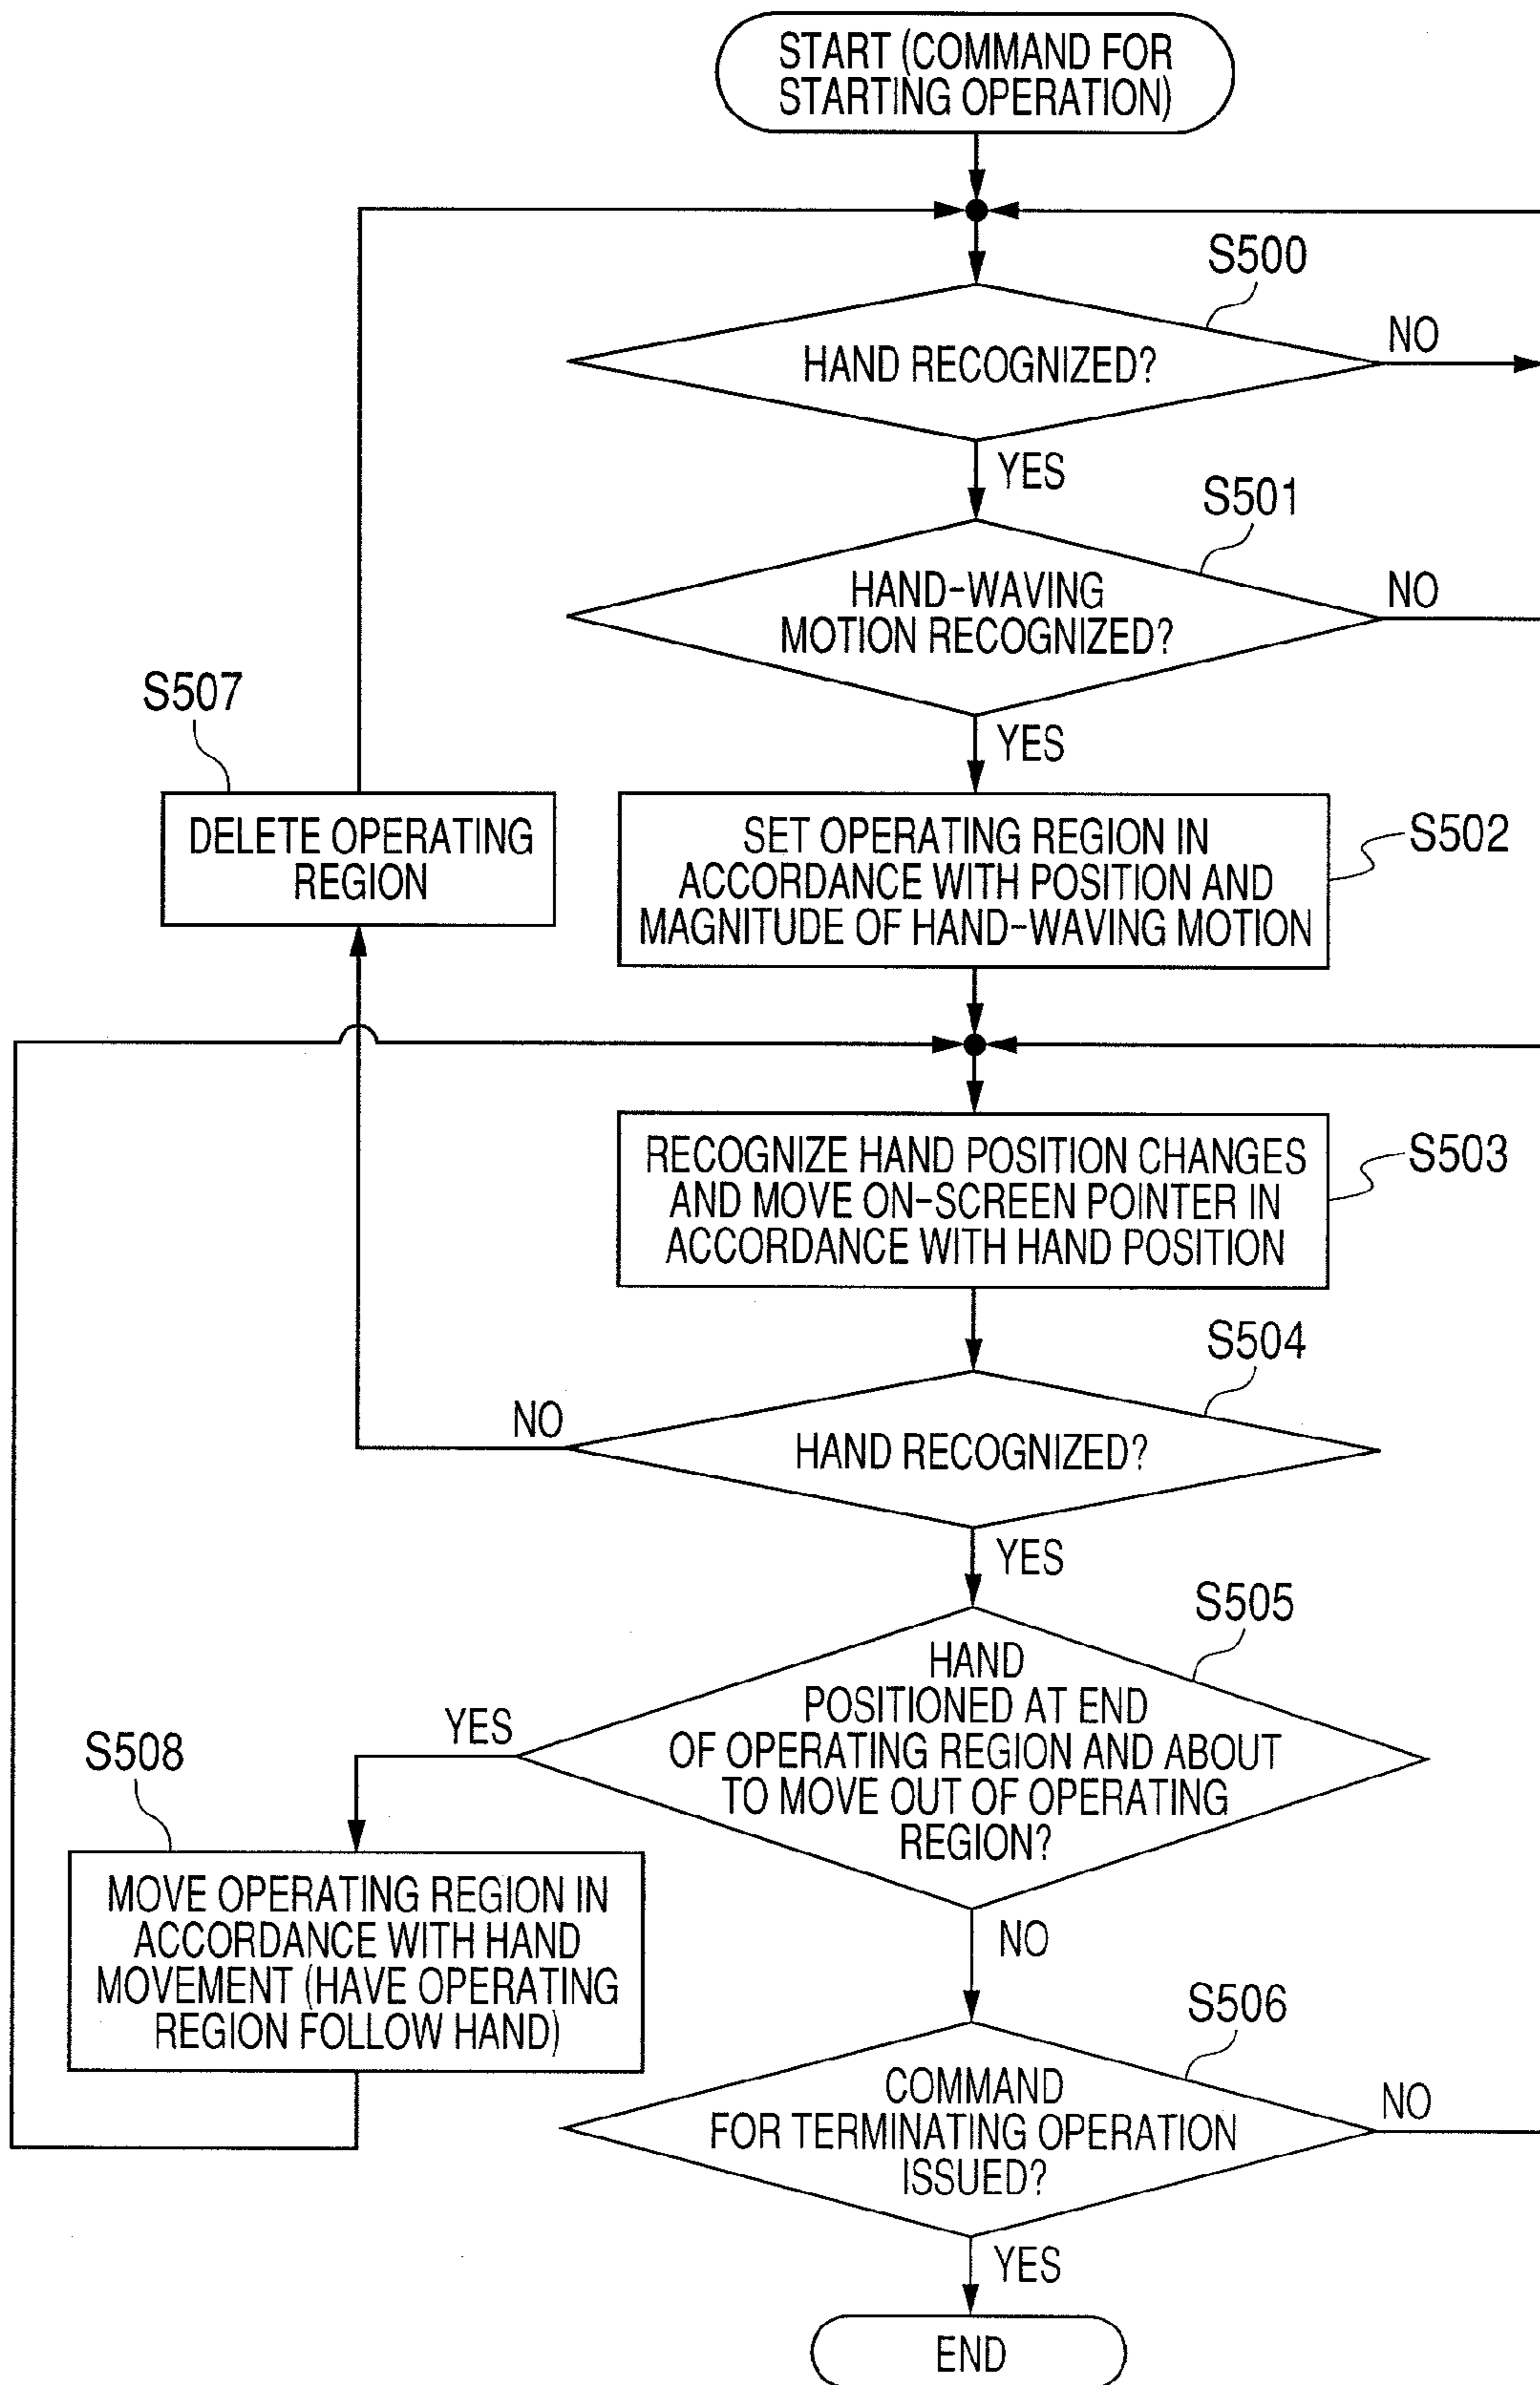 START (COMMAND FOR
STARTING OPERATION)
S500
HAND RECOGNIZED?
NO
YES
S501
HAND-WAVING
MOTION RECOGNIZED?
NO
YES
S507
DELETE OPERATING
REGION
SET OPERATING REGION IN
ACCORDANCE WITH POSITION AND
MAGNITUDE OF HAND-WAVING MOTION
S502
RECOGNIZE HAND POSITION CHANGES
AND MOVE ON-SCREEN POINTER IN
ACCORDANCE WITH HAND POSITION
S503
S504
NO
HAND RECOGNIZED?
YES
S505
HAND
POSITIONED AT END
OF OPERATING REGION AND ABOUT
TO MOVE OUT OF OPERATING
REGION?
YES
S508
MOVE OPERATING REGION IN
ACCORDANCE WITH HAND
MOVEMENT (HAVE OPERATING
REGION FOLLOW HAND)
NO
S506
COMMAND
FOR TERMINATING OPERATION
ISSUED?
NO
YES
END